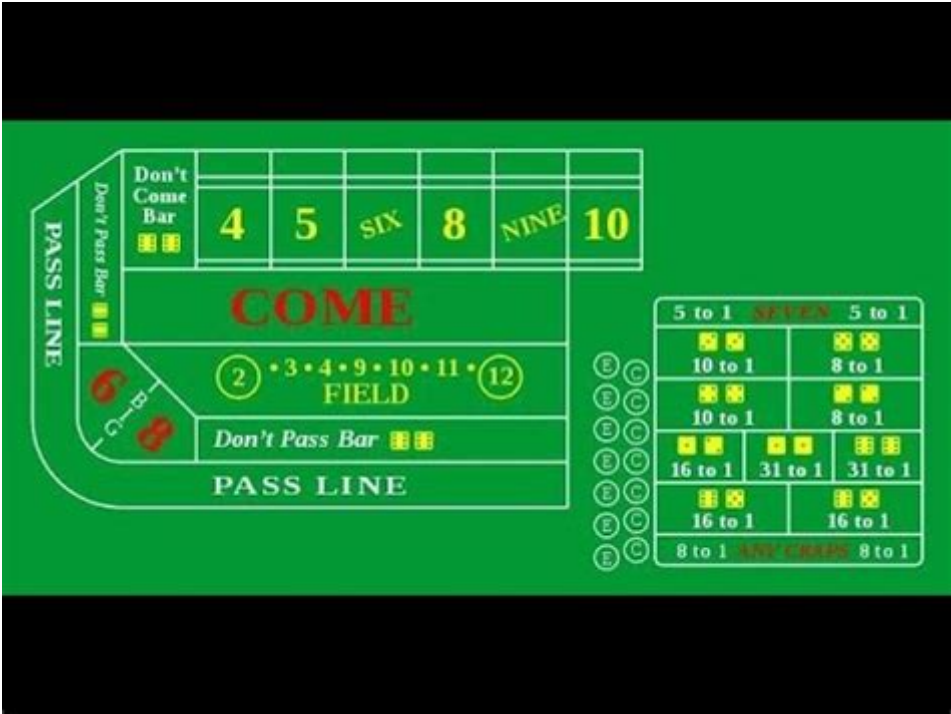 PASS LINE
Don't Pass Bar
Don't
Come
Bar
4 5 SIX 8 NINE 10
COME
2 • 3 • 4 • 9 • 10 • 11 • 12
FIELD
6
BIG
8
Don't Pass Bar
PASS LINE
E C
E C
E C
E C
E C
E C
E C
5 to 1 SEVEN 5 to 1
10 to 1 8 to 1
10 to 1 8 to 1
16 to 1 31 to 1 31 to 1
16 to 1 16 to 1
8 to 1 ANY CRAPS 8 to 1